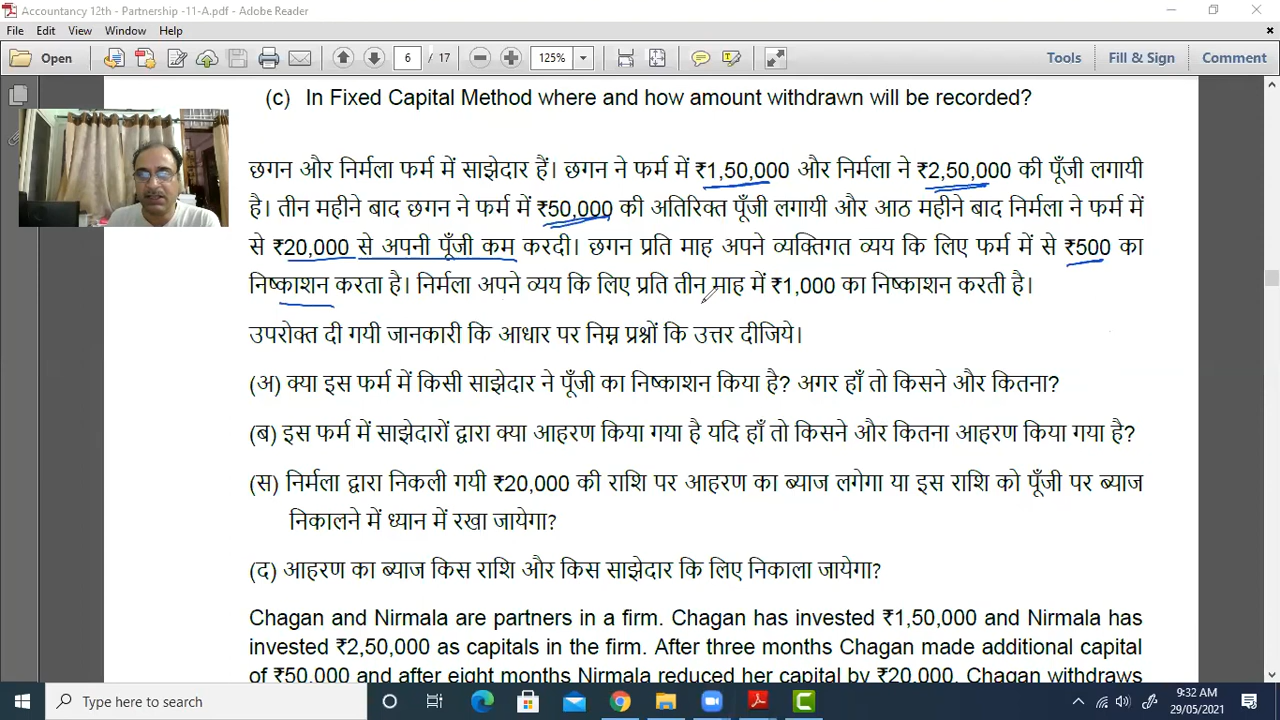 Accountancy 12th - Partnership -11-A.pdf - Adobe Reader
File Edit View Window Help
Open 6 / 17 125% Tools Fill & Sign Comment
(c) In Fixed Capital Method where and how amount withdrawn will be recorded?
छगन और निर्मला फर्म में साझेदार हैं। छगन ने फर्म में ₹1,50,000 और निर्मला ने ₹2,50,000 की पूँजी लगायी
है। तीन महीने बाद छगन ने फर्म में ₹50,000 की अतिरिक्त पूँजी लगायी और आठ महीने बाद निर्मला ने फर्म में
से ₹20,000 से अपनी पूँजी कम करदी। छगन प्रति माह अपने व्यक्तिगत व्यय कि लिए फर्म में से ₹500 का
निष्काशन करता है। निर्मला अपने व्यय कि लिए प्रति तीन माह में ₹1,000 का निष्काशन करती है।
उपरोक्त दी गयी जानकारी कि आधार पर निम्न प्रश्नों कि उत्तर दीजिये।
(अ) क्या इस फर्म में किसी साझेदार ने पूँजी का निष्काशन किया है? अगर हाँ तो किसने और कितना?
(ब) इस फर्म में साझेदारों द्वारा क्या आहरण किया गया है यदि हाँ तो किसने और कितना आहरण किया गया है?
(स) निर्मला द्वारा निकली गयी ₹20,000 की राशि पर आहरण का ब्याज लगेगा या इस राशि को पूँजी पर ब्याज
निकालने में ध्यान में रखा जायेगा?
(द) आहरण का ब्याज किस राशि और किस साझेदार कि लिए निकाला जायेगा?
Chagan and Nirmala are partners in a firm. Chagan has invested ₹1,50,000 and Nirmala has
invested ₹2,50,000 as capitals in the firm. After three months Chagan made additional capital
of ₹50,000 and after eight months Nirmala reduced her capital by ₹20,000. Chagan withdraws
Type here to search
9:32 AM
29/05/2021